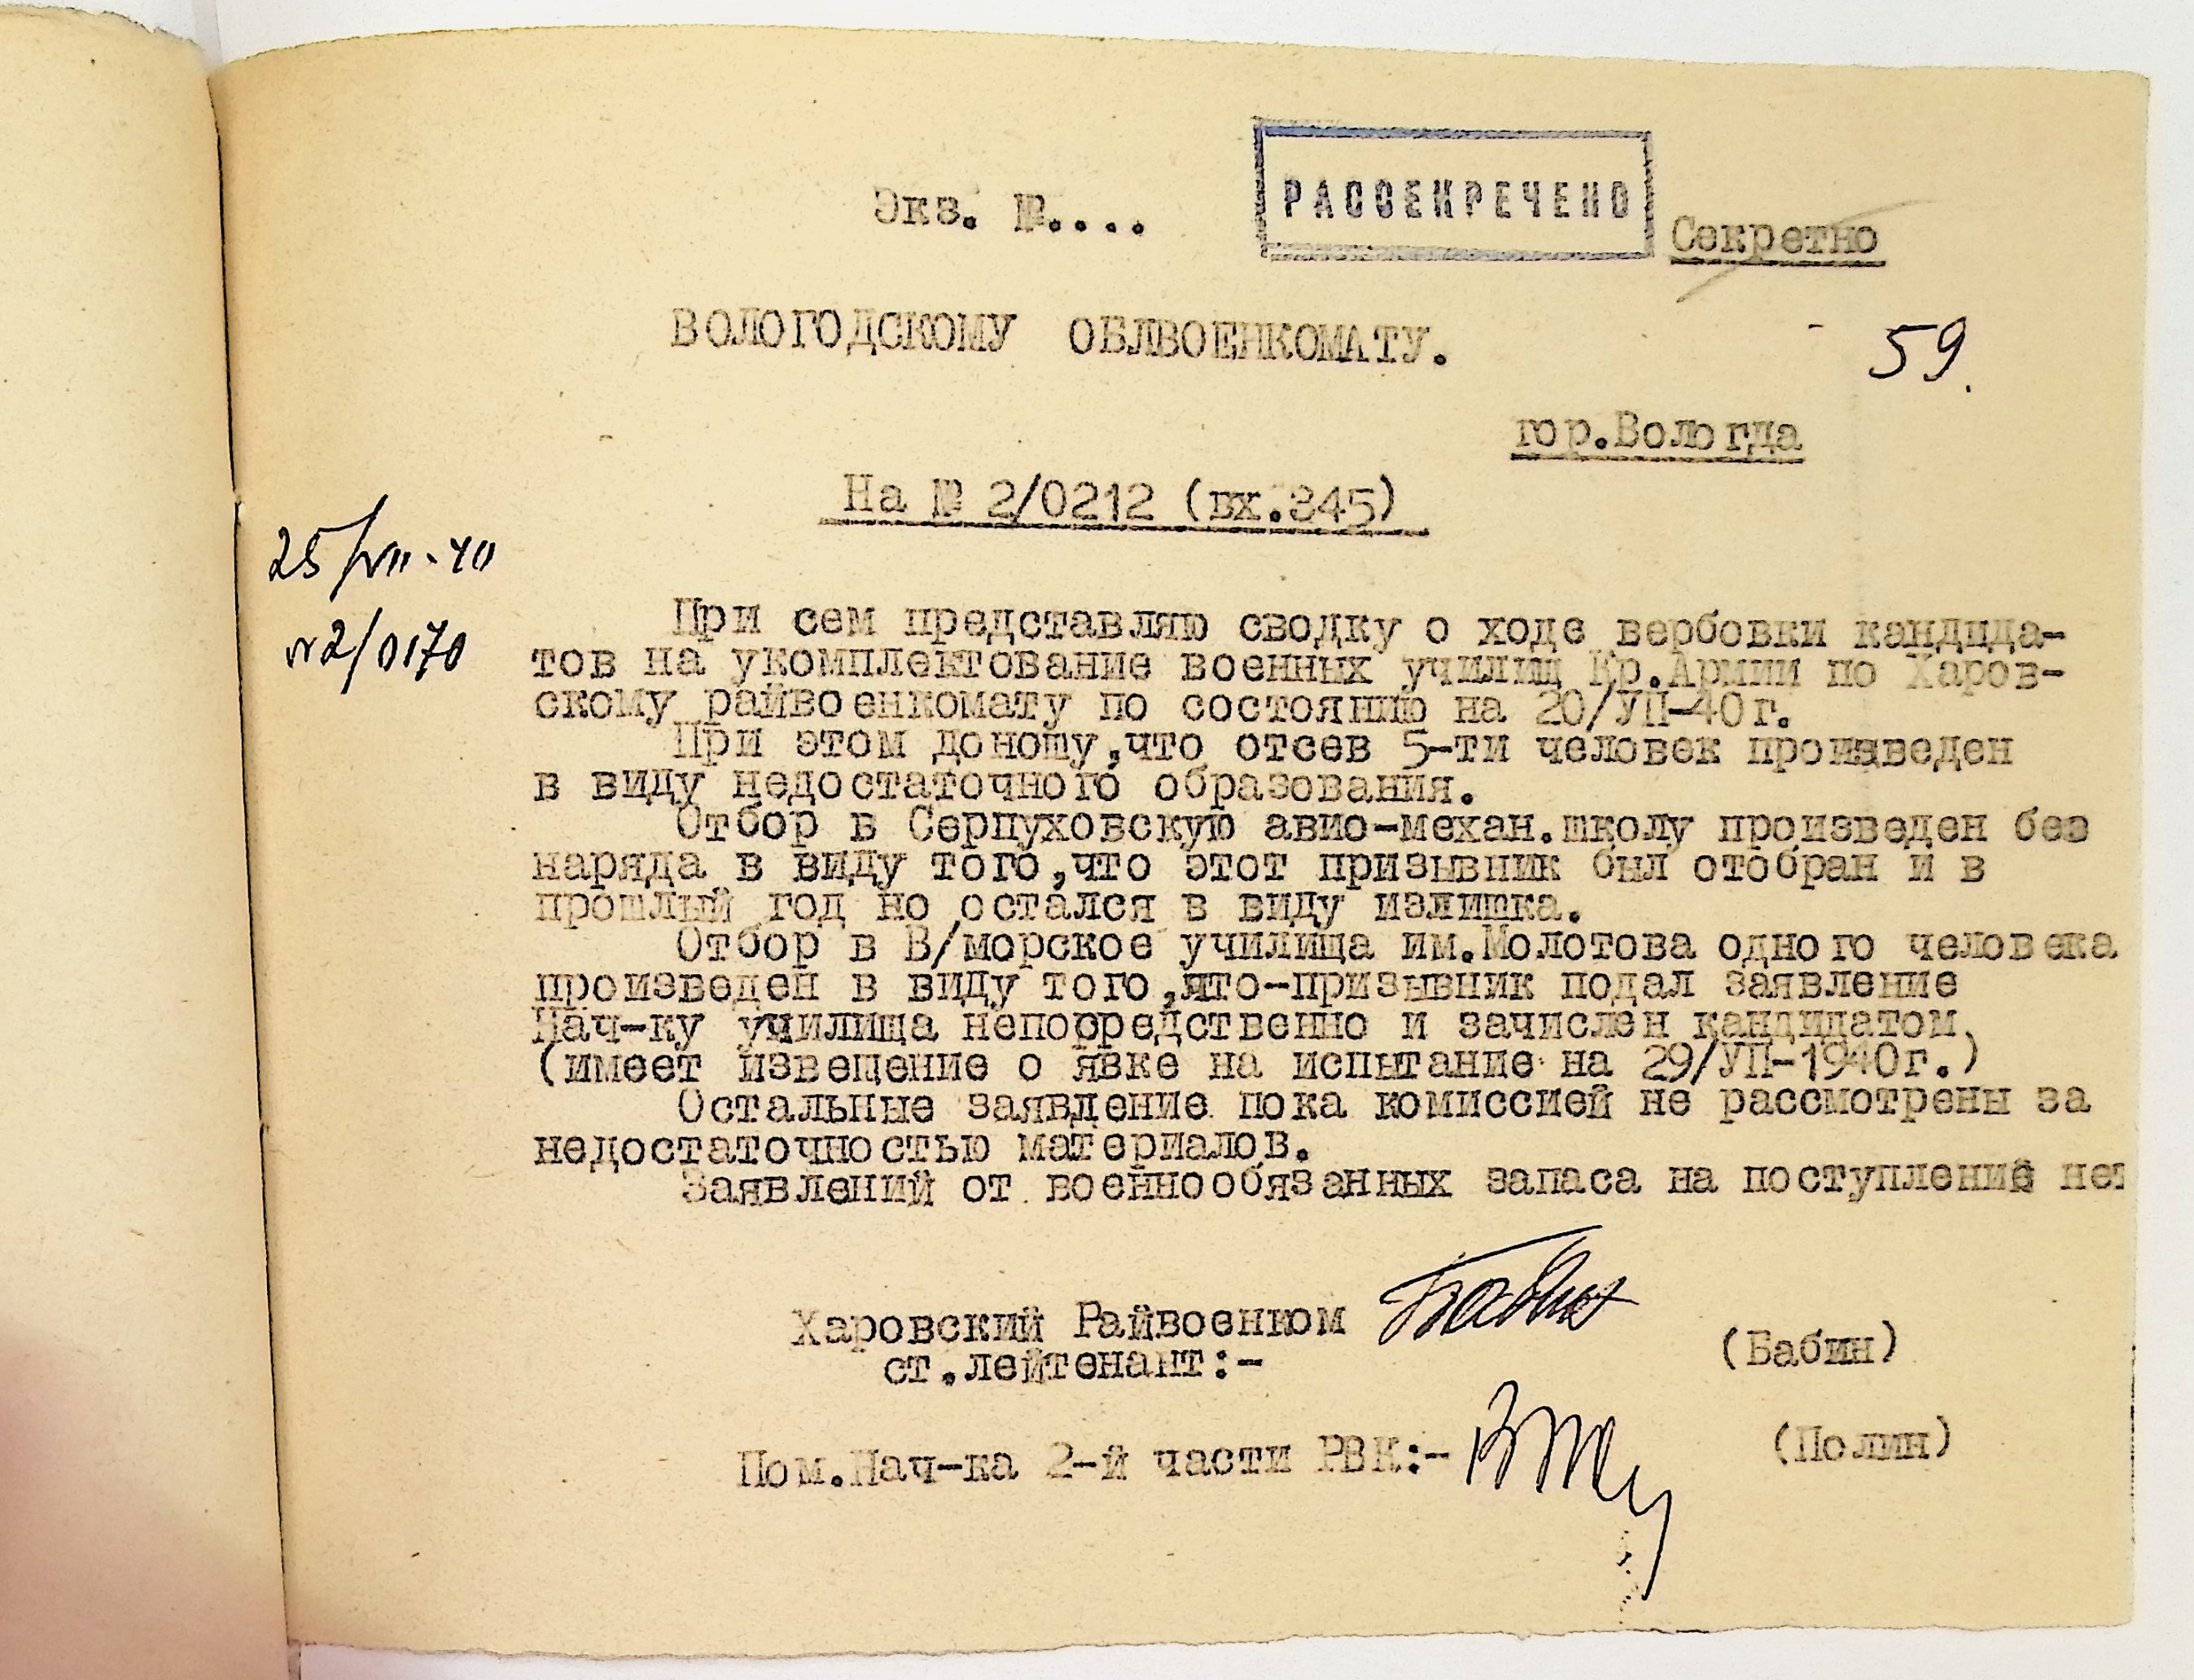 Экз. №....
РАССЕКРЕЧЕНО
Секретно
ВОЛОГОДСКОМУ ОБЛВОЕНКОМАТУ.
59.
гор.Вологда
На № 2/0212 (вх.345)
25/VII-40
№2/0170
При сем представляю сводку о ходе вербовки кандида-
тов на укомплектование военных училищ Кр.Армии по Харов-
скому райвоенкомату по состоянию на 20/УП-40г.
При этом доношу,что отсев 5-ти человек произведен
в виду недостаточного образования.
Отбор в Серпуховскую авио-механ.школу произведен без
наряда в виду того,что этот призывник был отобран и в
прошлый год но остался в виду излишка.
Отбор в В/морское училища им.Молотова одного человека
произведен в виду того,что-призывник подал заявление
Нач-ку училища непосредственно и зачислен кандидатом
(имеет извещение о явке на испытание на 29/УП-1940г.)
Остальные заявление пока комиссией не рассмотрены за
недостаточностью материалов.
Заявлений от военнообязанных запаса на поступление нет
Харовский Райвоенком
ст.лейтенант:-
(Бабин)
Пом.Нач-ка 2-й части РВК:-
(Полин)